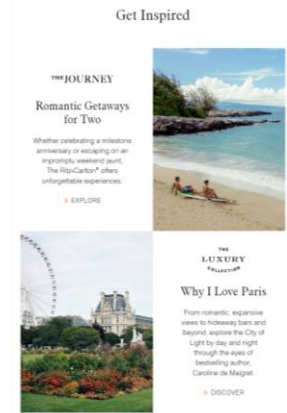 Get Inspired
THE JOURNEY
Romantic Getaways
for Two
Whether celebrating a milestone
anniversary or escaping on an
impromptu weekend jaunt,
The Ritz-Carlton® offers
unforgettable experiences.
» EXPLORE
THE
LUXURY
COLLECTION
Why I Love Paris
From romantic, expansive
views to hideaway bars and
beyond, explore the City of
Light by day and night
through the eyes of
bestselling author,
Caroline de Maigret.
» DISCOVER